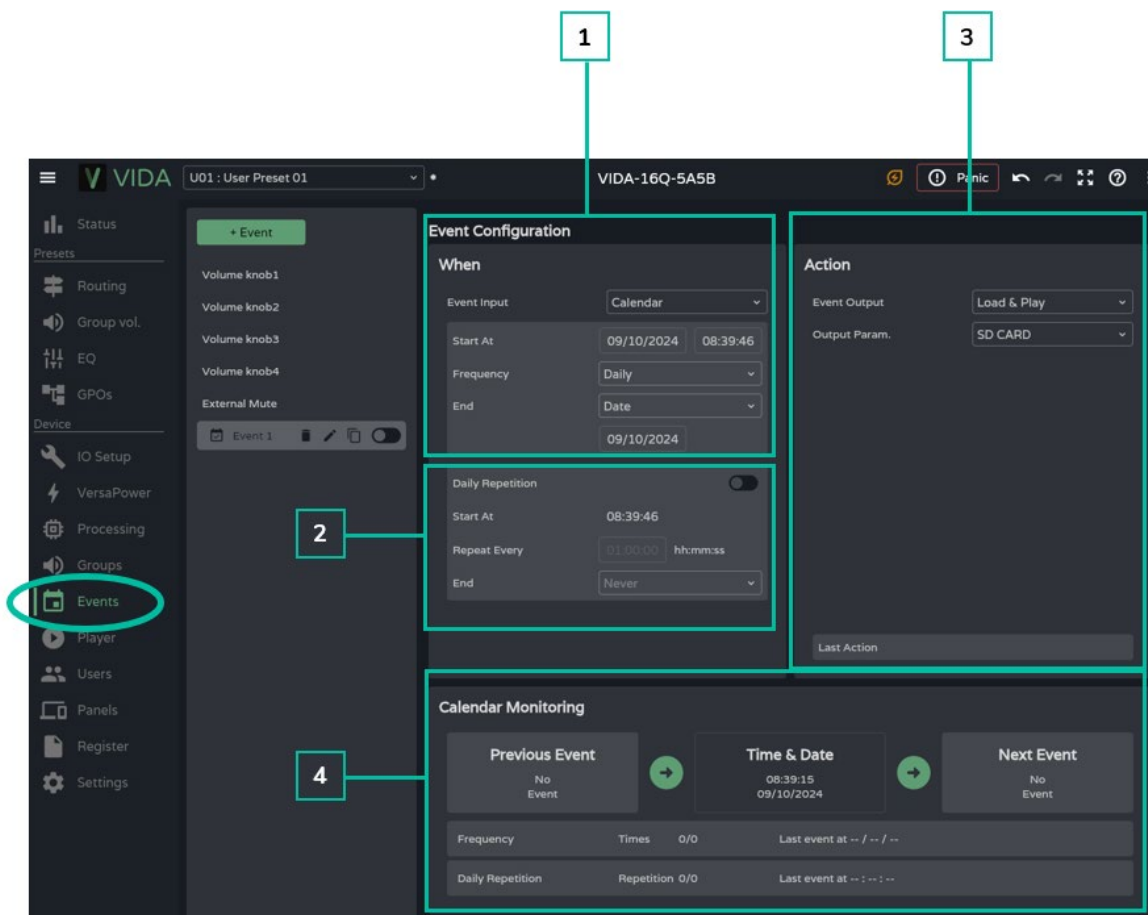 1
3
VIDA
U01 : User Preset 01
VIDA-16Q-5A5B
Panic
Status
Presets
Routing
Group vol.
EQ
GPOs
Device
IO Setup
VersaPower
Processing
Groups
Events
Player
Users
Panels
Register
Settings
+ Event
Volume knob1
Volume knob2
Volume knob3
Volume knob4
External Mute
Event 1
2
4
Event Configuration
When
Event Input Calendar
Start At 09/10/2024 08:39:46
Frequency Daily
End Date
09/10/2024
Daily Repetition
Start At 08:39:46
Repeat Every 01:00:00 hh:mm:ss
End Never
Action
Event Output Load & Play
Output Param. SD CARD
Last Action
Calendar Monitoring
Previous Event
No
Event
Time & Date
08:39:15
09/10/2024
Next Event
No
Event
Frequency Times 0/0 Last event at -- / -- / --
Daily Repetition Repetition 0/0 Last event at -- : -- : --